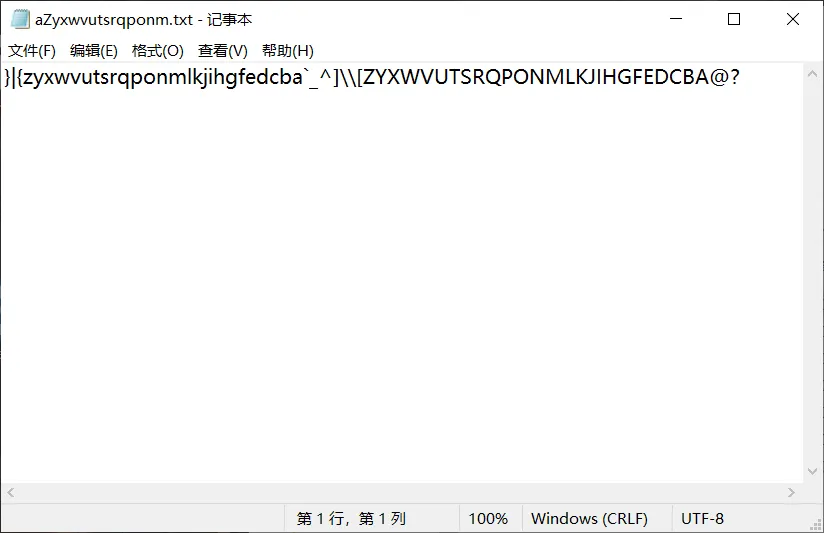 aZyxwvutsrqponm.txt - 记事本
文件(F) 编辑(E) 格式(O) 查看(V) 帮助(H)
}|{zyxwvutsrqponmlkjihgfedcba`_^]\\[ZYXWVUTSRQPONMLKJIHGFEDCBA@?
第 1 行，第 1 列 100% Windows (CRLF) UTF-8